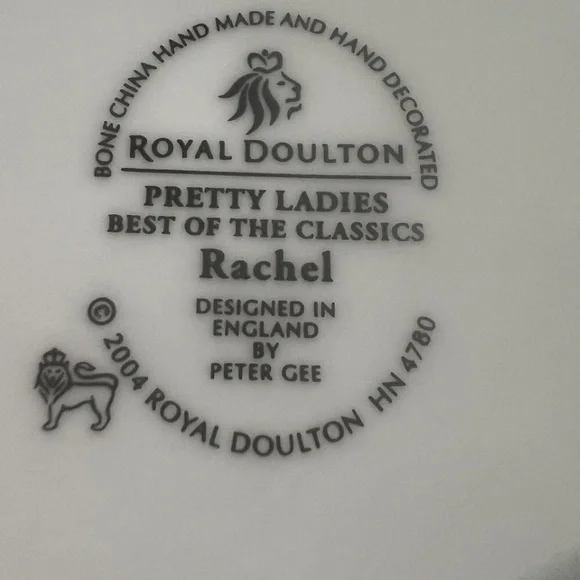 BONE CHINA HAND MADE AND HAND DECORATED
ROYAL DOULTON
PRETTY LADIES
BEST OF THE CLASSICS
Rachel
DESIGNED IN
ENGLAND
BY
PETER GEE
© 2004 ROYAL DOULTON HN 4780